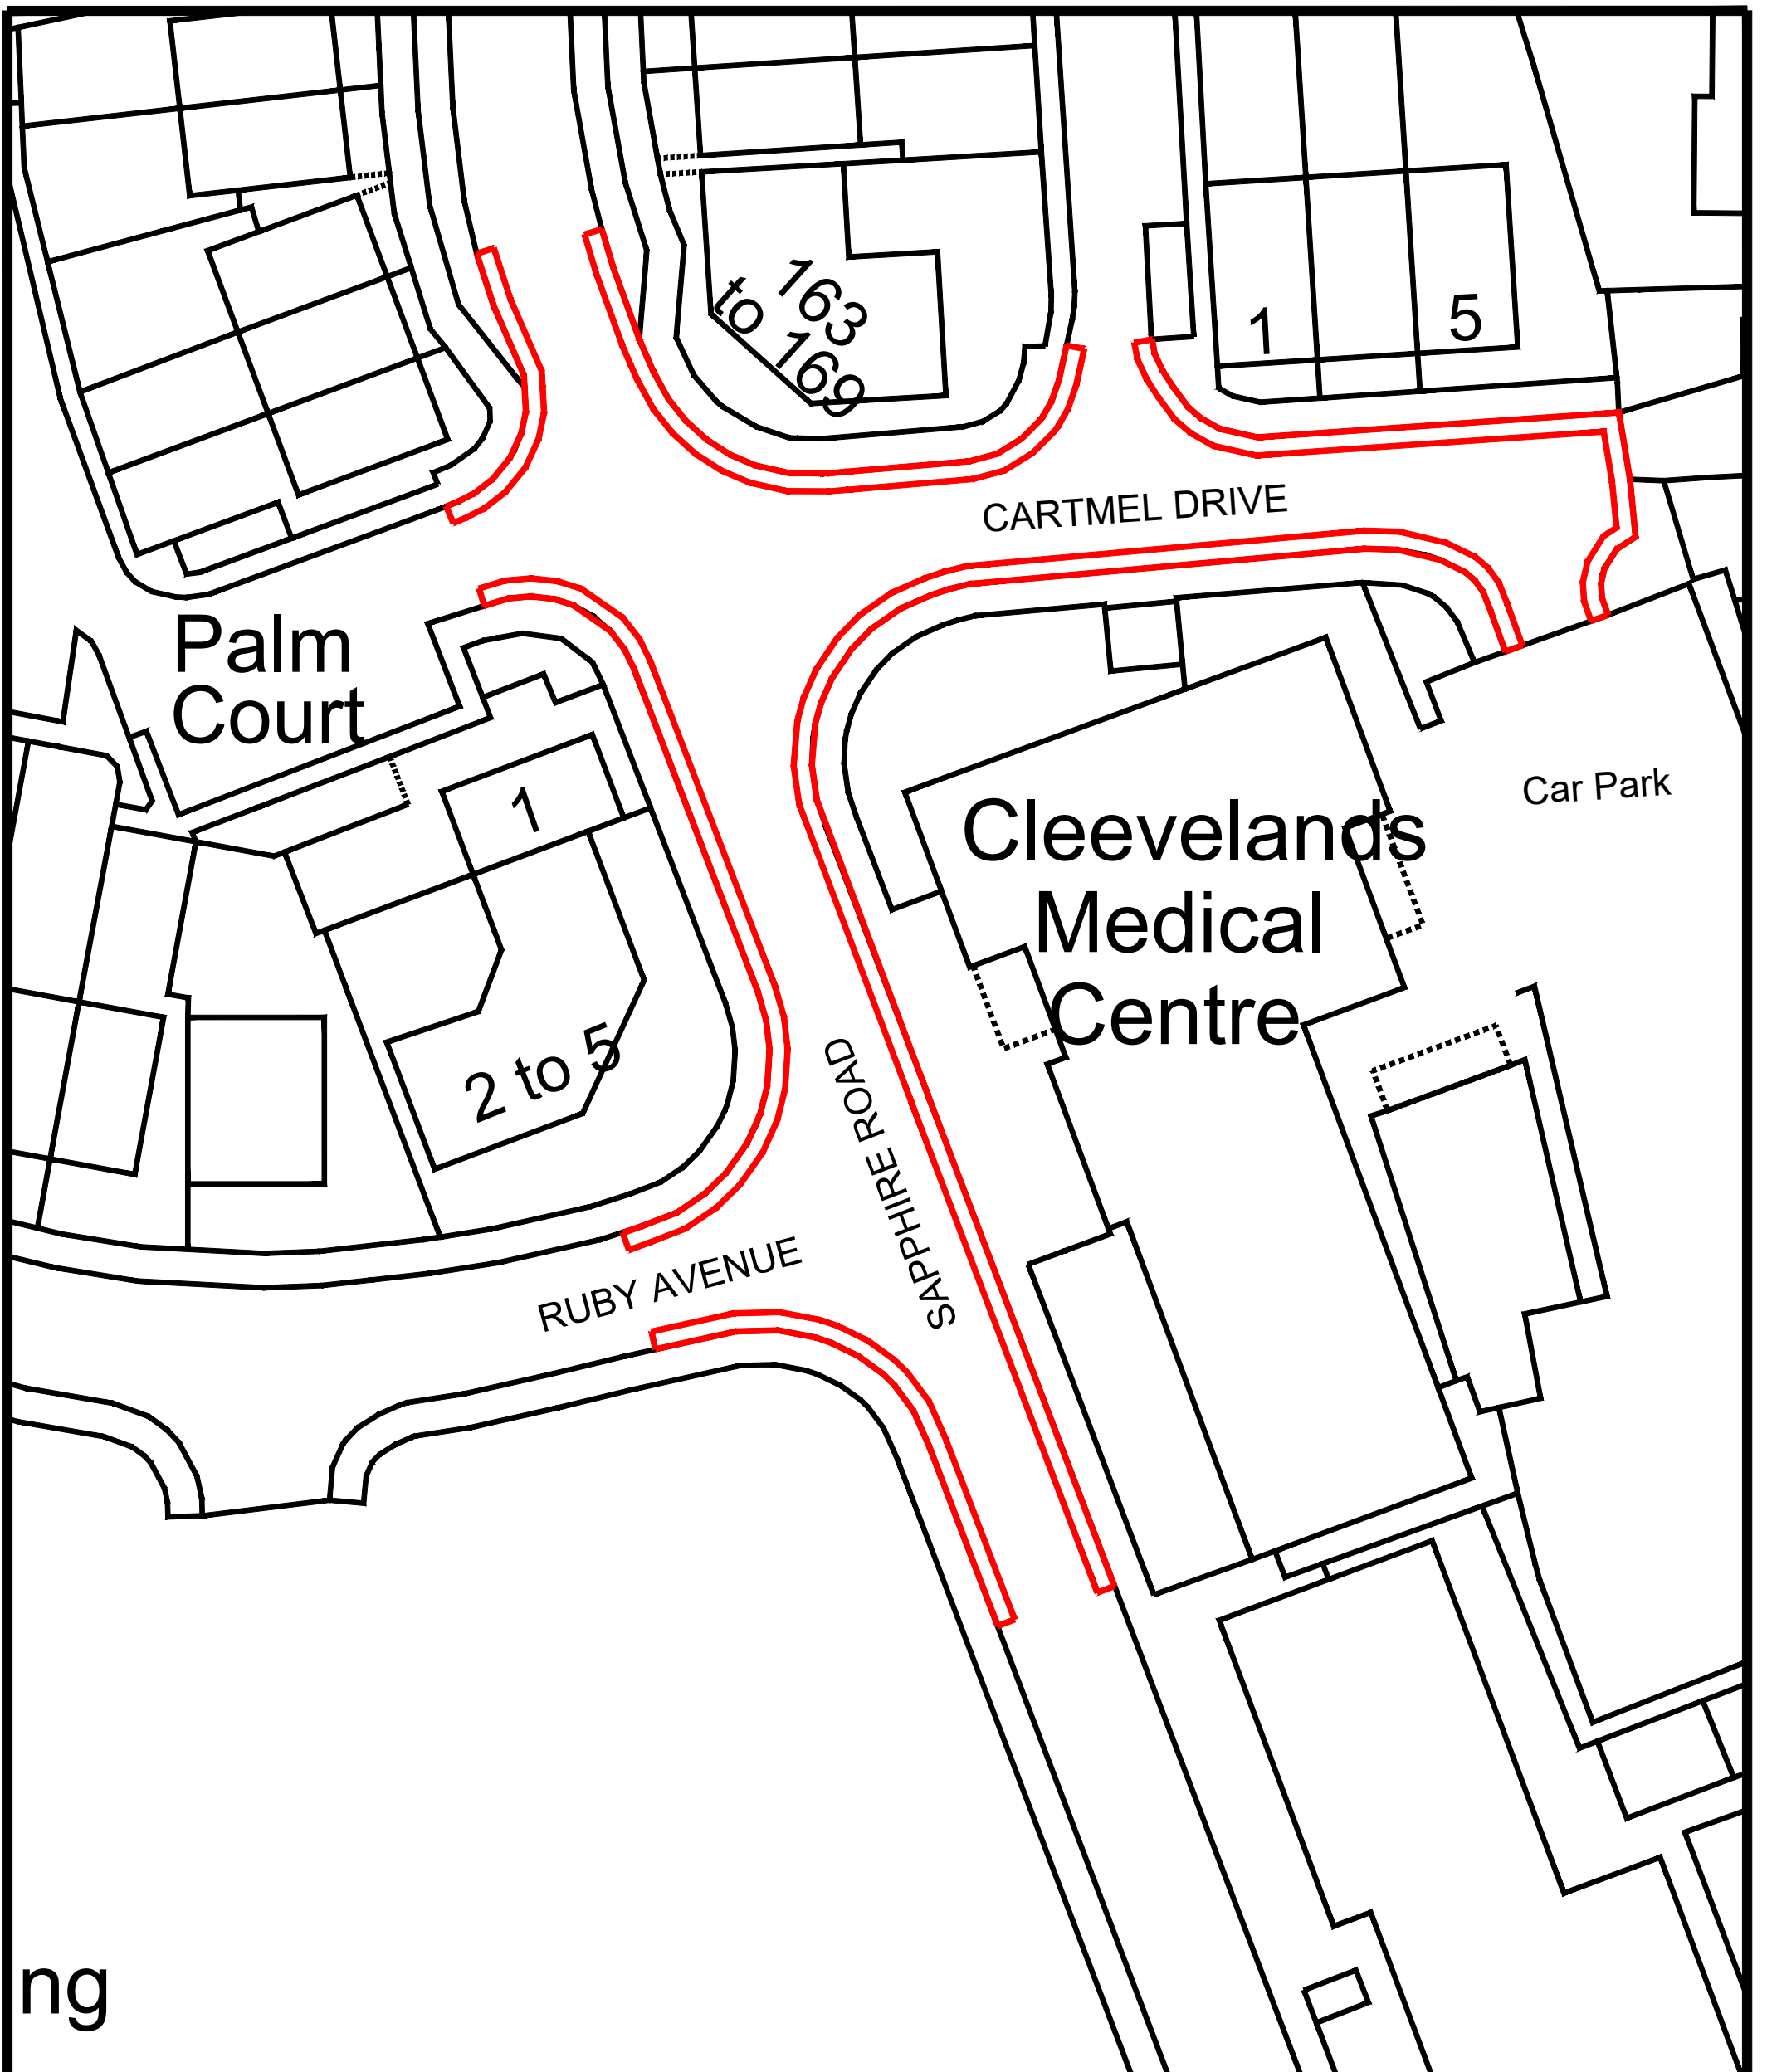 163
to 169
1
5
CARTMEL DRIVE
Palm
Court
Car Park
1
Cleevelands
Medical
Centre
2 to 5
SAPPHIRE ROAD
RUBY AVENUE
ng